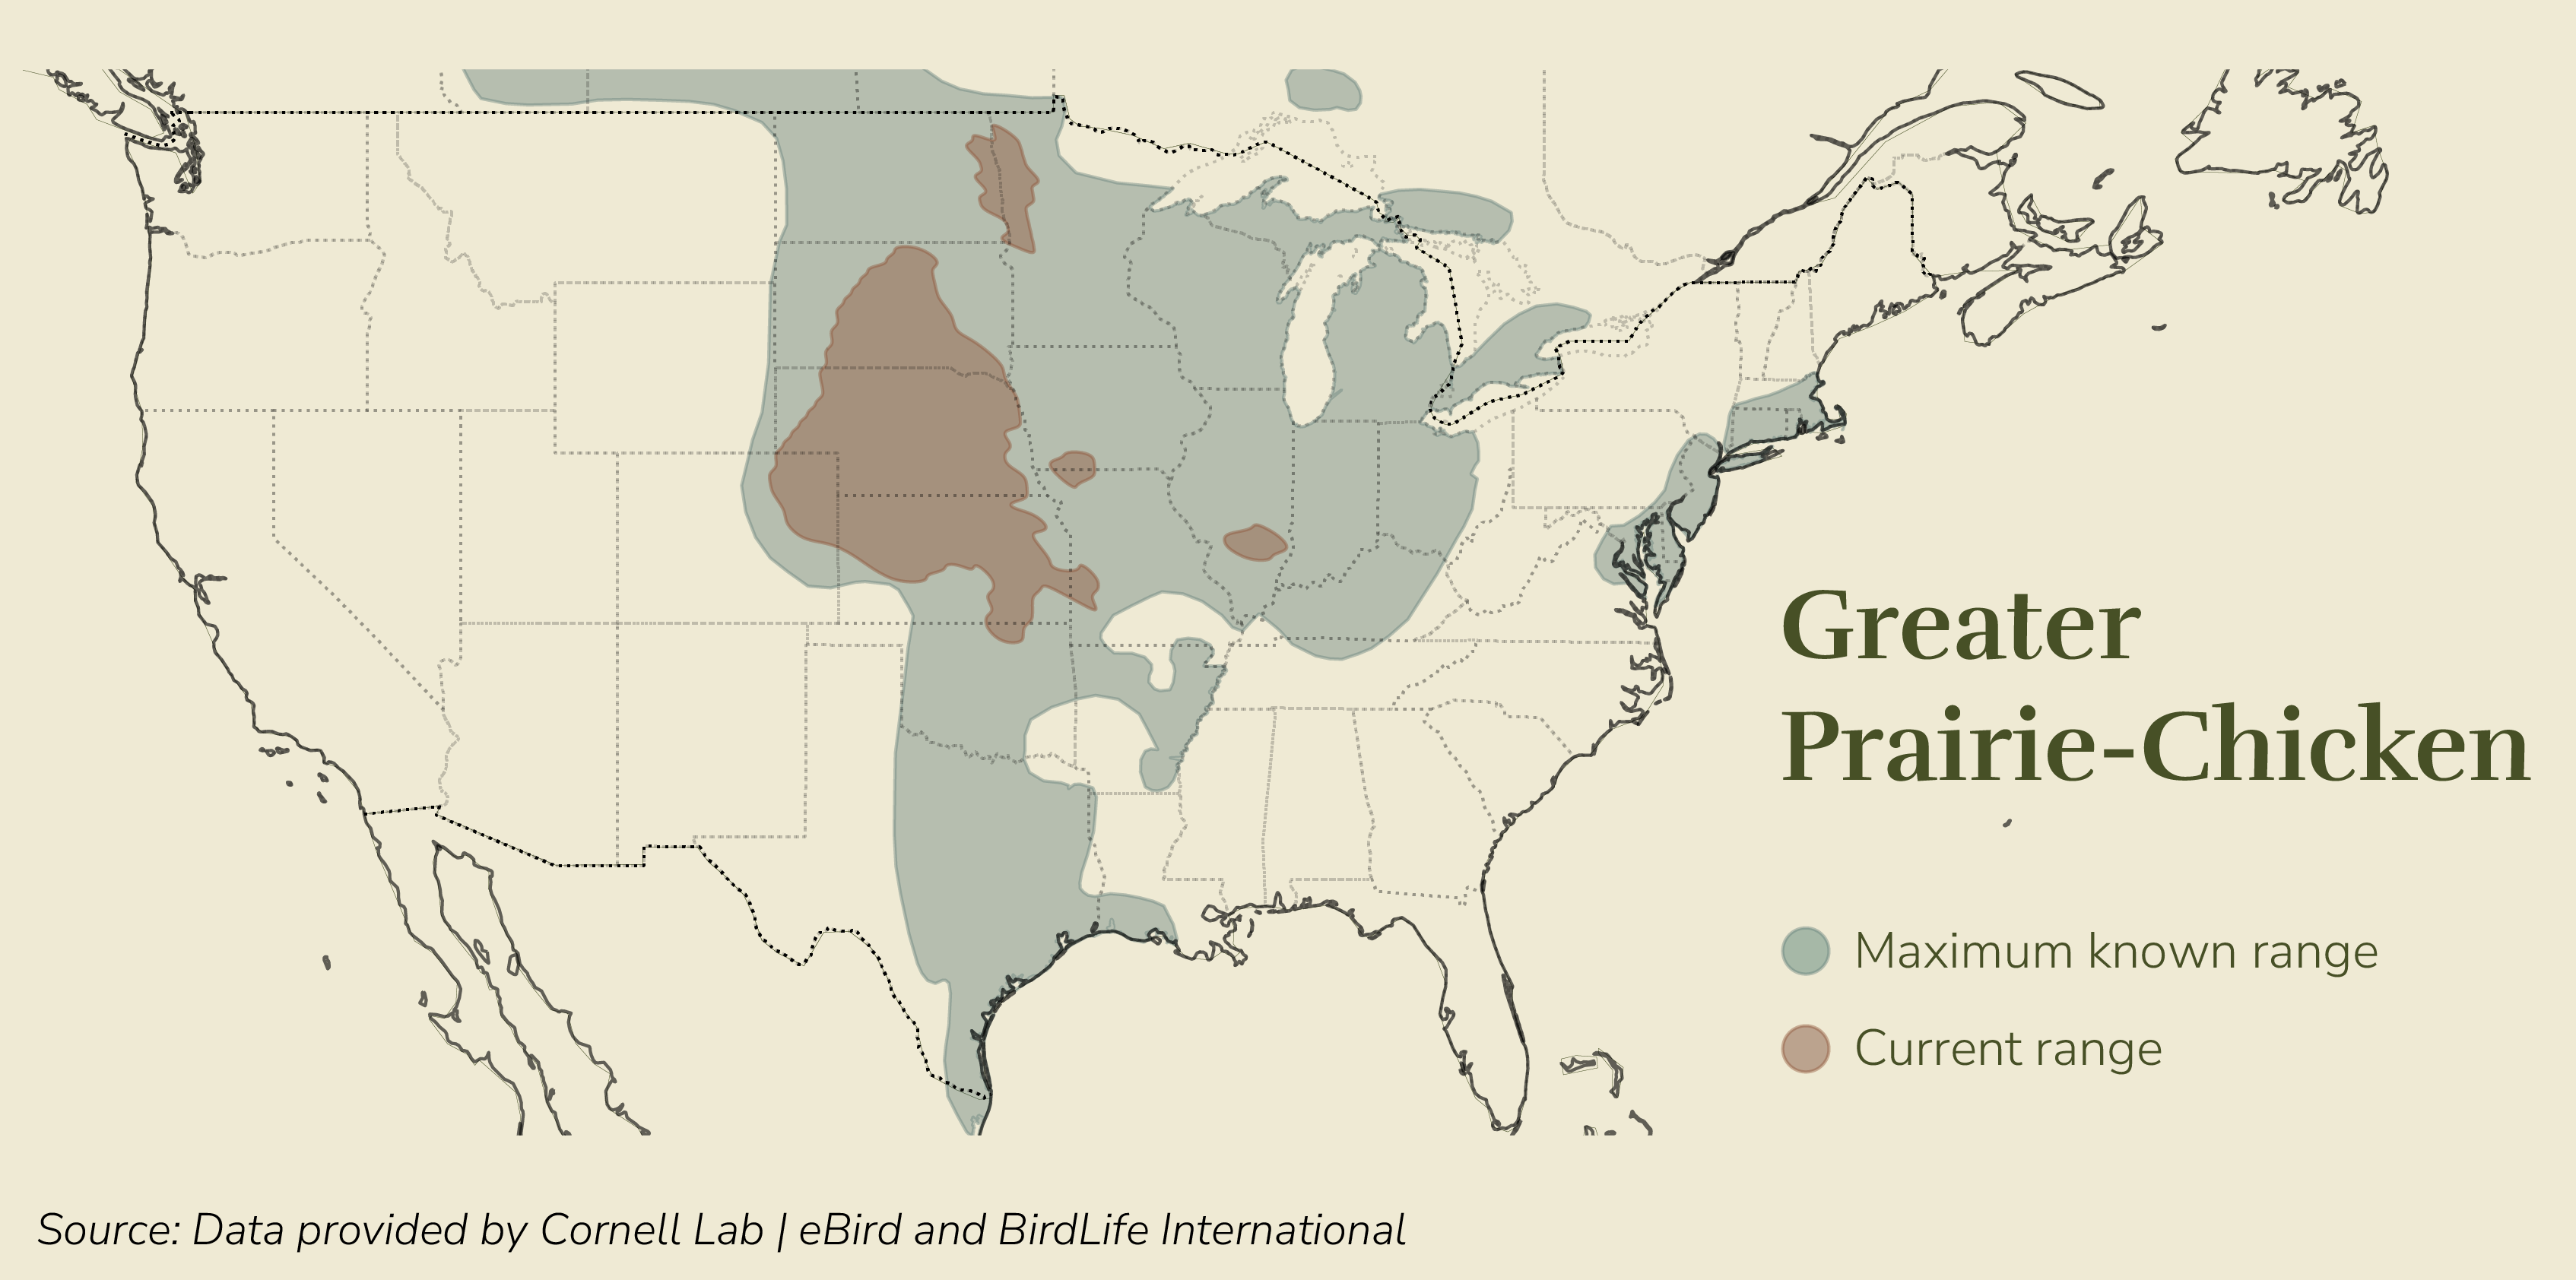 Greater
Prairie-Chicken
Maximum known range
Current range
Source: Data provided by Cornell Lab | eBird and BirdLife International